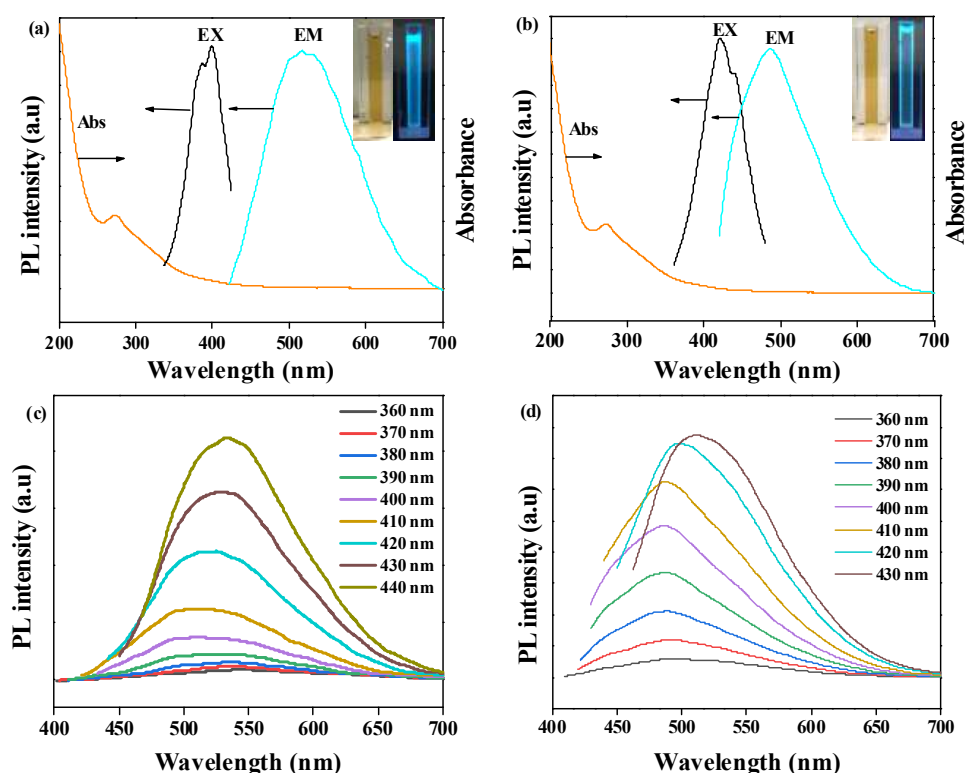 (a)
EX
EM
Abs
PL intensity (a.u)
Absorbance
200 300 400 500 600 700
Wavelength (nm)
(b)
EX
EM
Abs
PL intensity (a.u)
Absorbance
200 300 400 500 600 700
Wavelength (nm)
(c)
360 nm
370 nm
380 nm
390 nm
400 nm
410 nm
420 nm
430 nm
440 nm
PL intensity (a.u)
400 450 500 550 600 650 700
Wavelength (nm)
(d)
360 nm
370 nm
380 nm
390 nm
400 nm
410 nm
420 nm
430 nm
PL intensity (a.u)
400 450 500 550 600 650 700
Wavelength (nm)